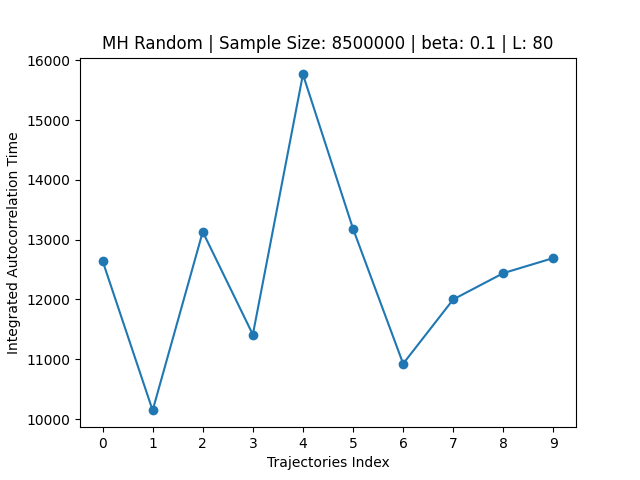 MH Random | Sample Size: 8500000 | beta: 0.1 | L: 80
16000
15000
14000
13000
12000
11000
10000
Integrated Autocorrelation Time
0 1 2 3 4 5 6 7 8 9
Trajectories Index